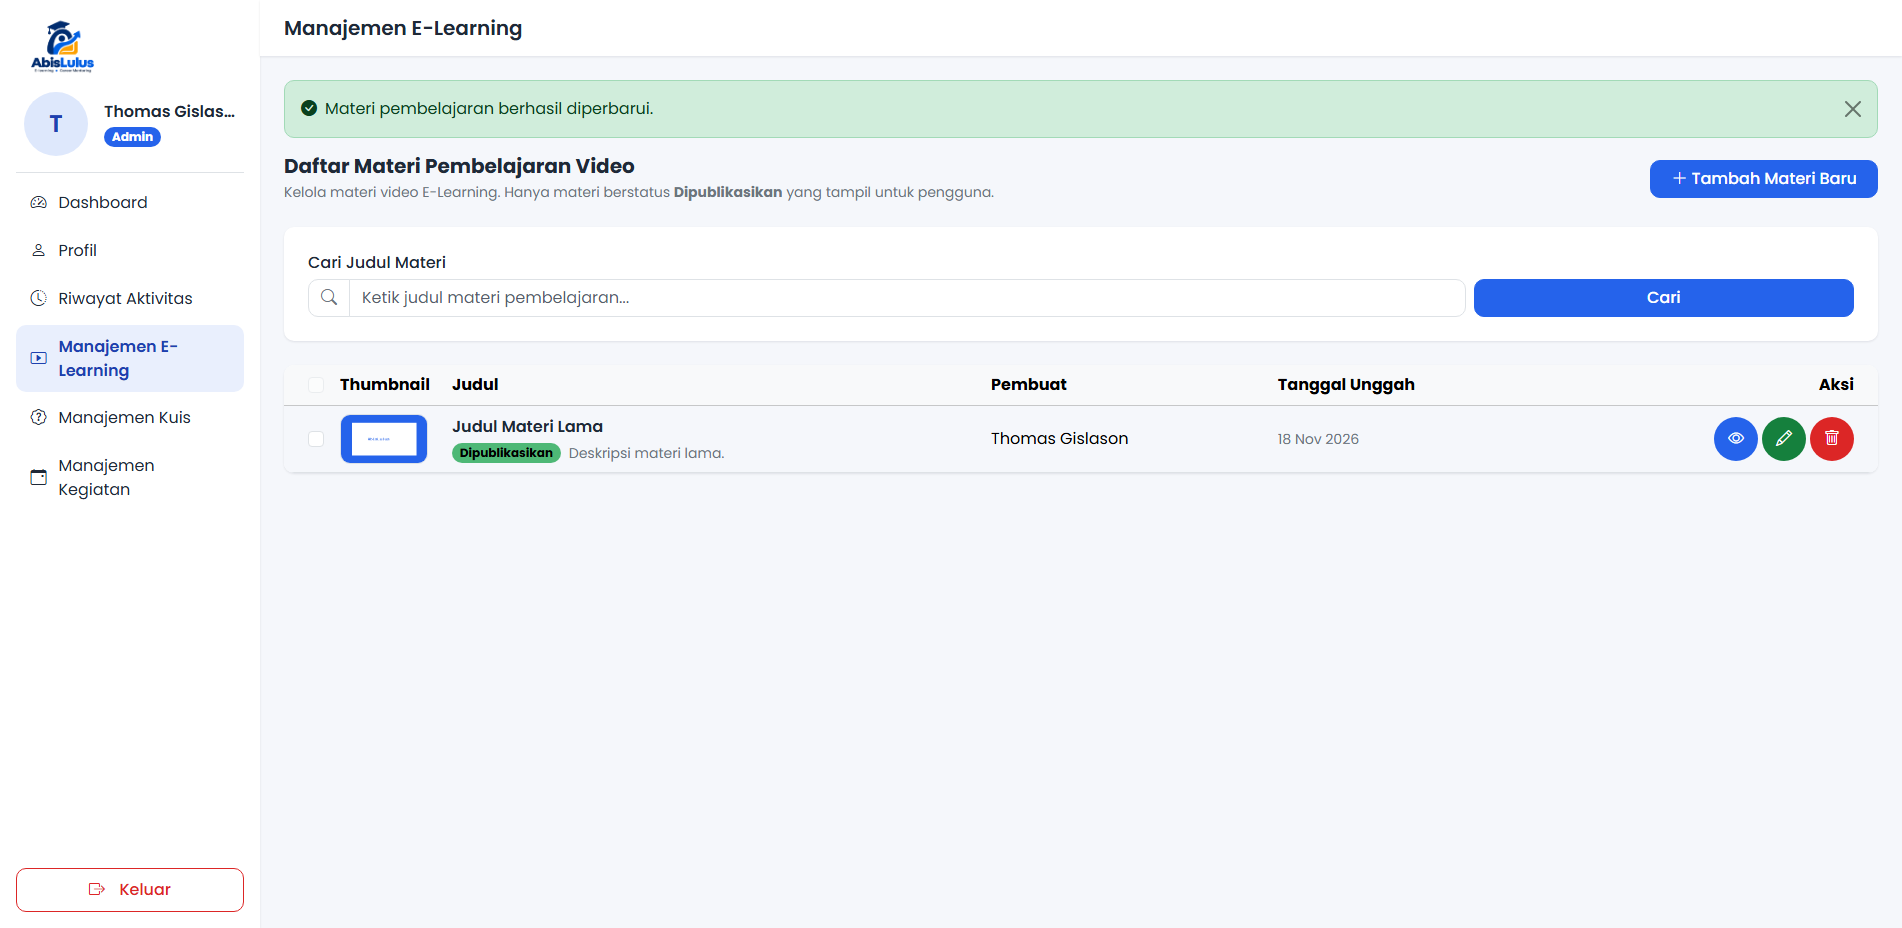 AbisLulus
T
Thomas Gislas...
Admin
Dashboard
Profil
Riwayat Aktivitas
Manajemen E-
Learning
Manajemen Kuis
Manajemen
Kegiatan
Keluar
Manajemen E-Learning
Materi pembelajaran berhasil diperbarui.
Daftar Materi Pembelajaran Video
Kelola materi video E-Learning. Hanya materi berstatus Dipublikasikan yang tampil untuk pengguna.
+ Tambah Materi Baru
Cari Judul Materi
Ketik judul materi pembelajaran...
Cari
Thumbnail Judul Pembuat Tanggal Unggah Aksi
Judul Materi Lama
Dipublikasikan Deskripsi materi lama.
Thomas Gislason
18 Nov 2026